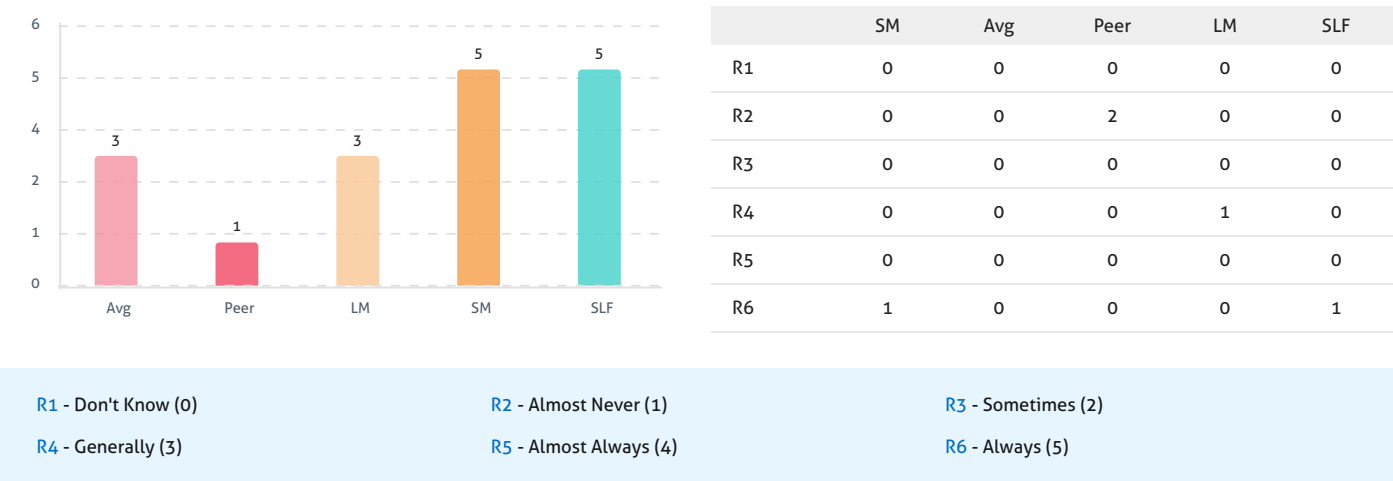 6
5
4
2
1
0
3
1
3
5
5
Avg Peer LM SM SLF
SM Avg Peer LM SLF
R1 0 0 0 0 0
R2 0 0 2 0 0
R3 0 0 0 0 0
R4 0 0 0 1 0
R5 0 0 0 0 0
R6 1 0 0 0 1
R1 - Don't Know (0) R2 - Almost Never (1) R3 - Sometimes (2)
R4 - Generally (3) R5 - Almost Always (4) R6 - Always (5)